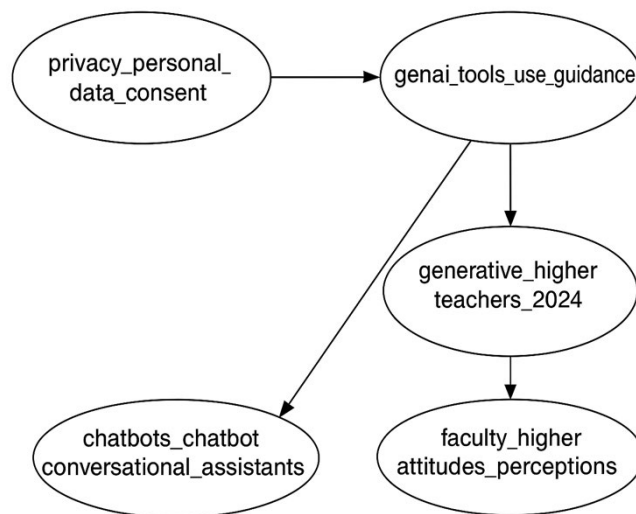 privacy_personal_
data_consent
genai_tools_use_guidance
generative_higher
teachers_2024
chatbots_chatbot
conversational_assistants
faculty_higher
attitudes_perceptions